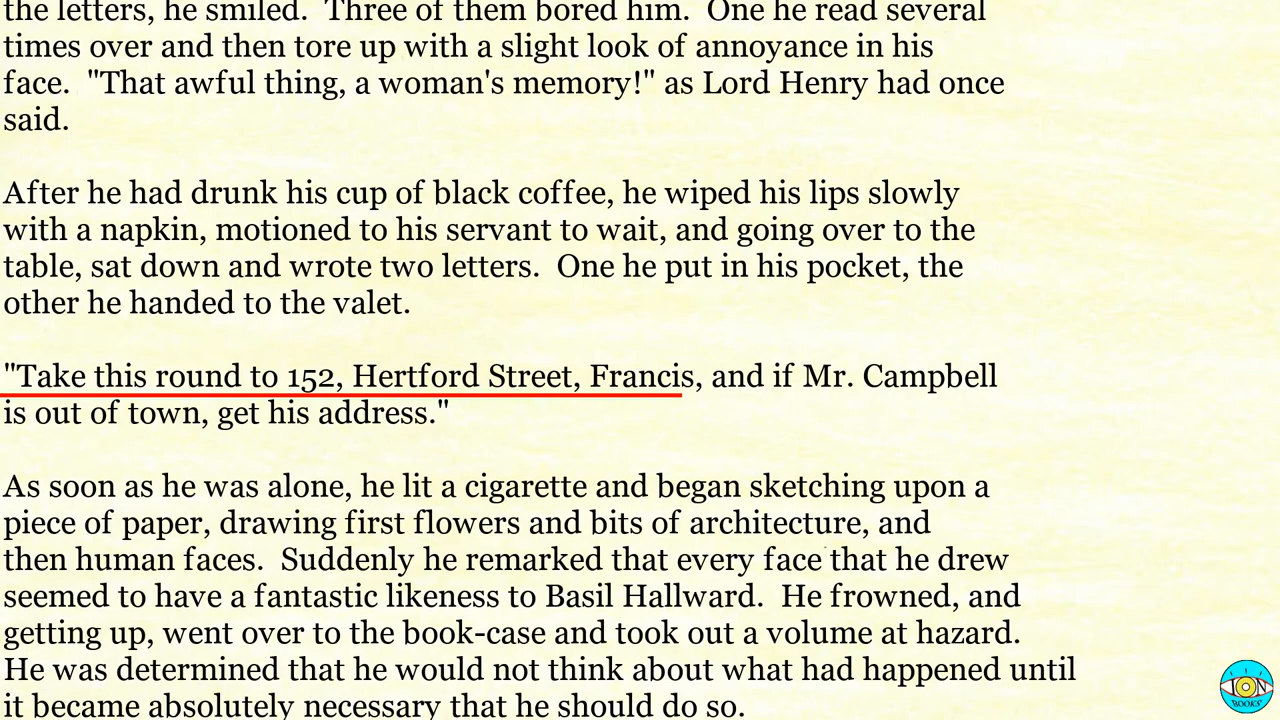 the letters, he smiled.  Three of them bored him.  One he read several
times over and then tore up with a slight look of annoyance in his
face.  "That awful thing, a woman's memory!" as Lord Henry had once
said.
After he had drunk his cup of black coffee, he wiped his lips slowly
with a napkin, motioned to his servant to wait, and going over to the
table, sat down and wrote two letters.  One he put in his pocket, the
other he handed to the valet.
"Take this round to 152, Hertford Street, Francis, and if Mr. Campbell
is out of town, get his address."
As soon as he was alone, he lit a cigarette and began sketching upon a
piece of paper, drawing first flowers and bits of architecture, and
then human faces.  Suddenly he remarked that every face that he drew
seemed to have a fantastic likeness to Basil Hallward.  He frowned, and
getting up, went over to the book-case and took out a volume at hazard.
He was determined that he would not think about what had happened until
it became absolutely necessary that he should do so.
ION
BOOKS